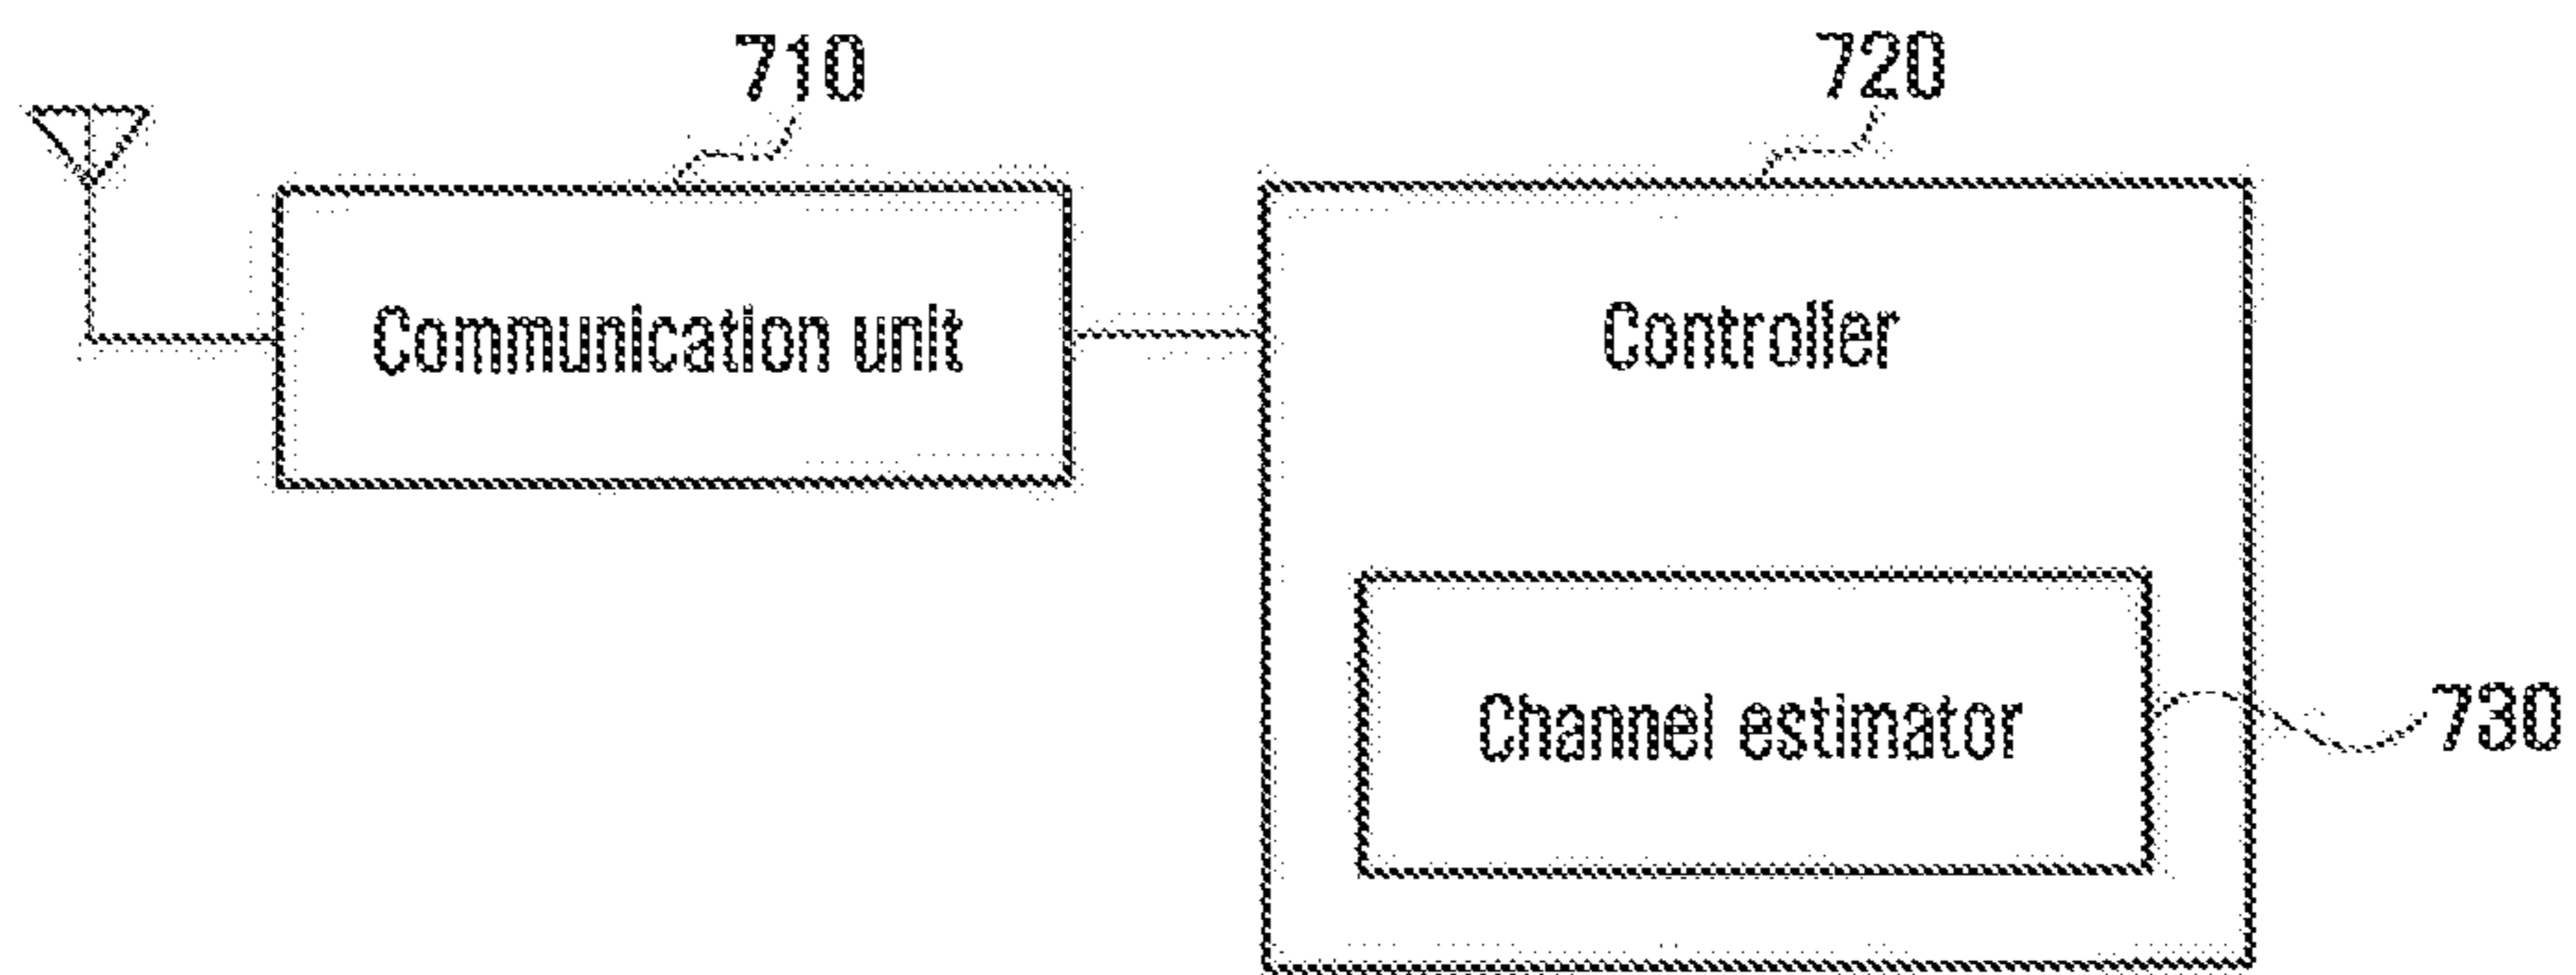 710
720
Communication unit
Controller
Channel estimator
730